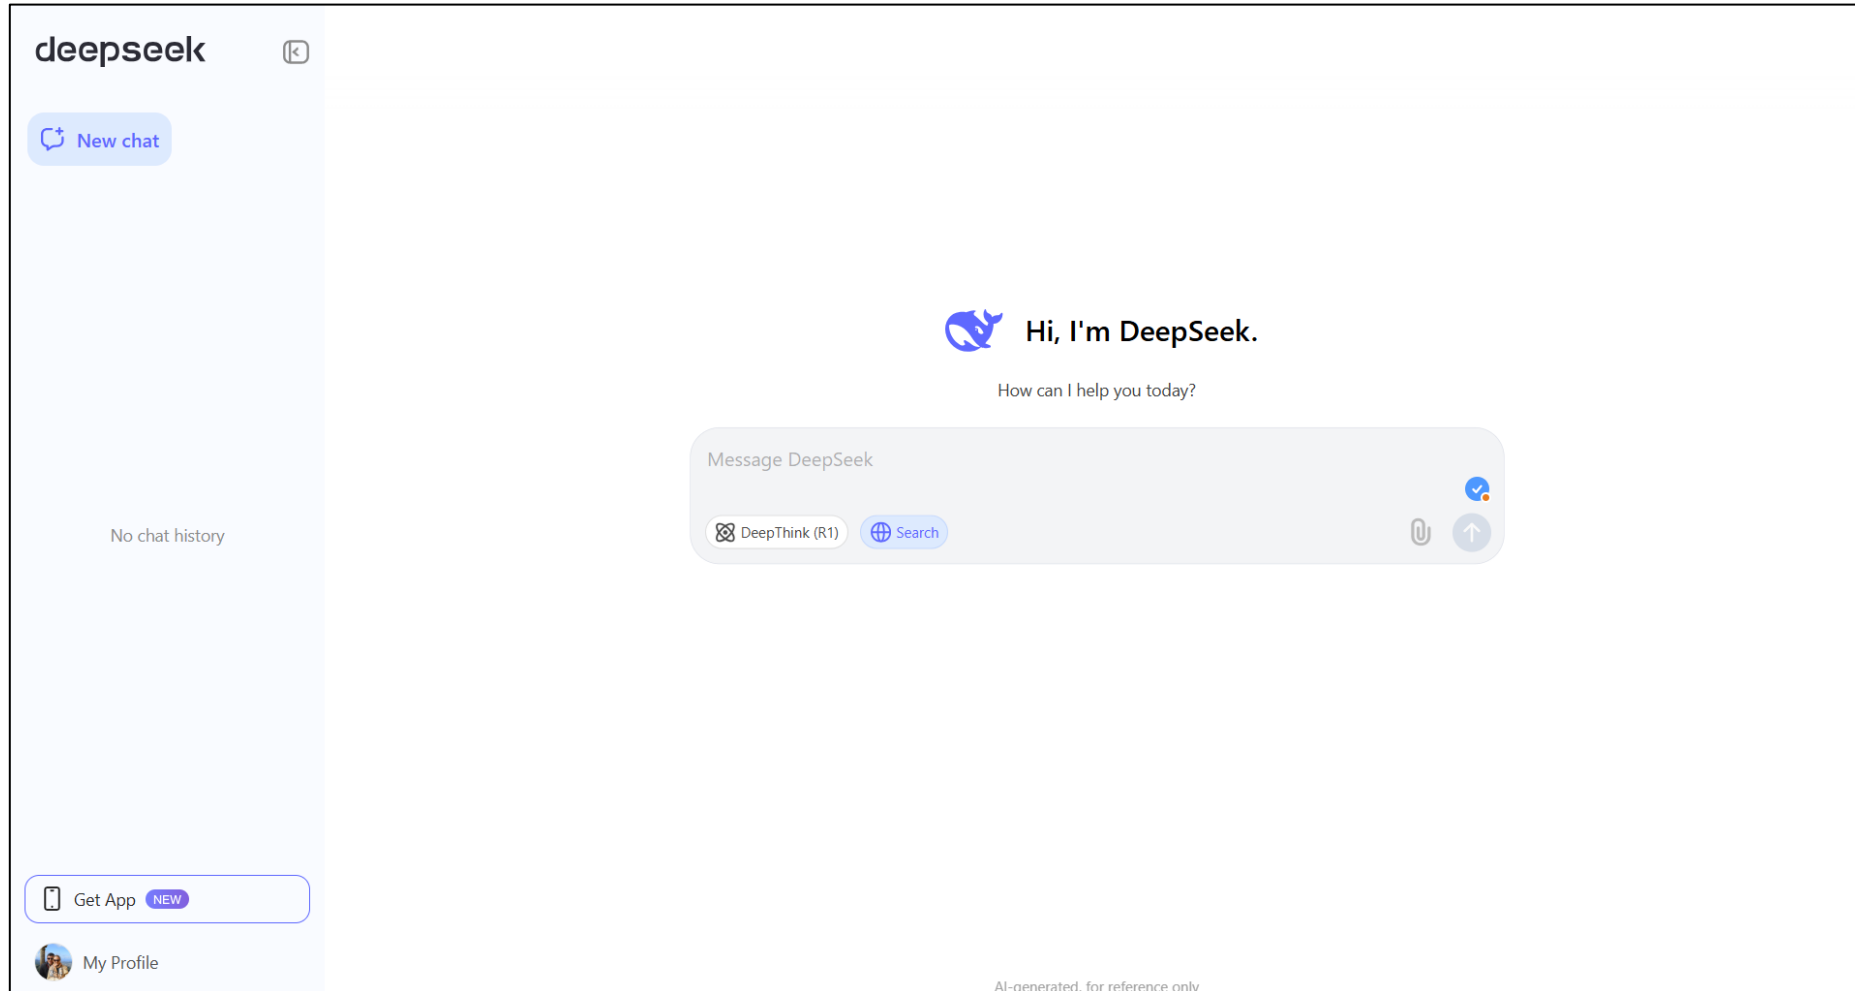 deepseek
New chat
No chat history
Get App NEW
My Profile
Hi, I'm DeepSeek.
How can I help you today?
Message DeepSeek
DeepThink (R1) Search
AI-generated, for reference only